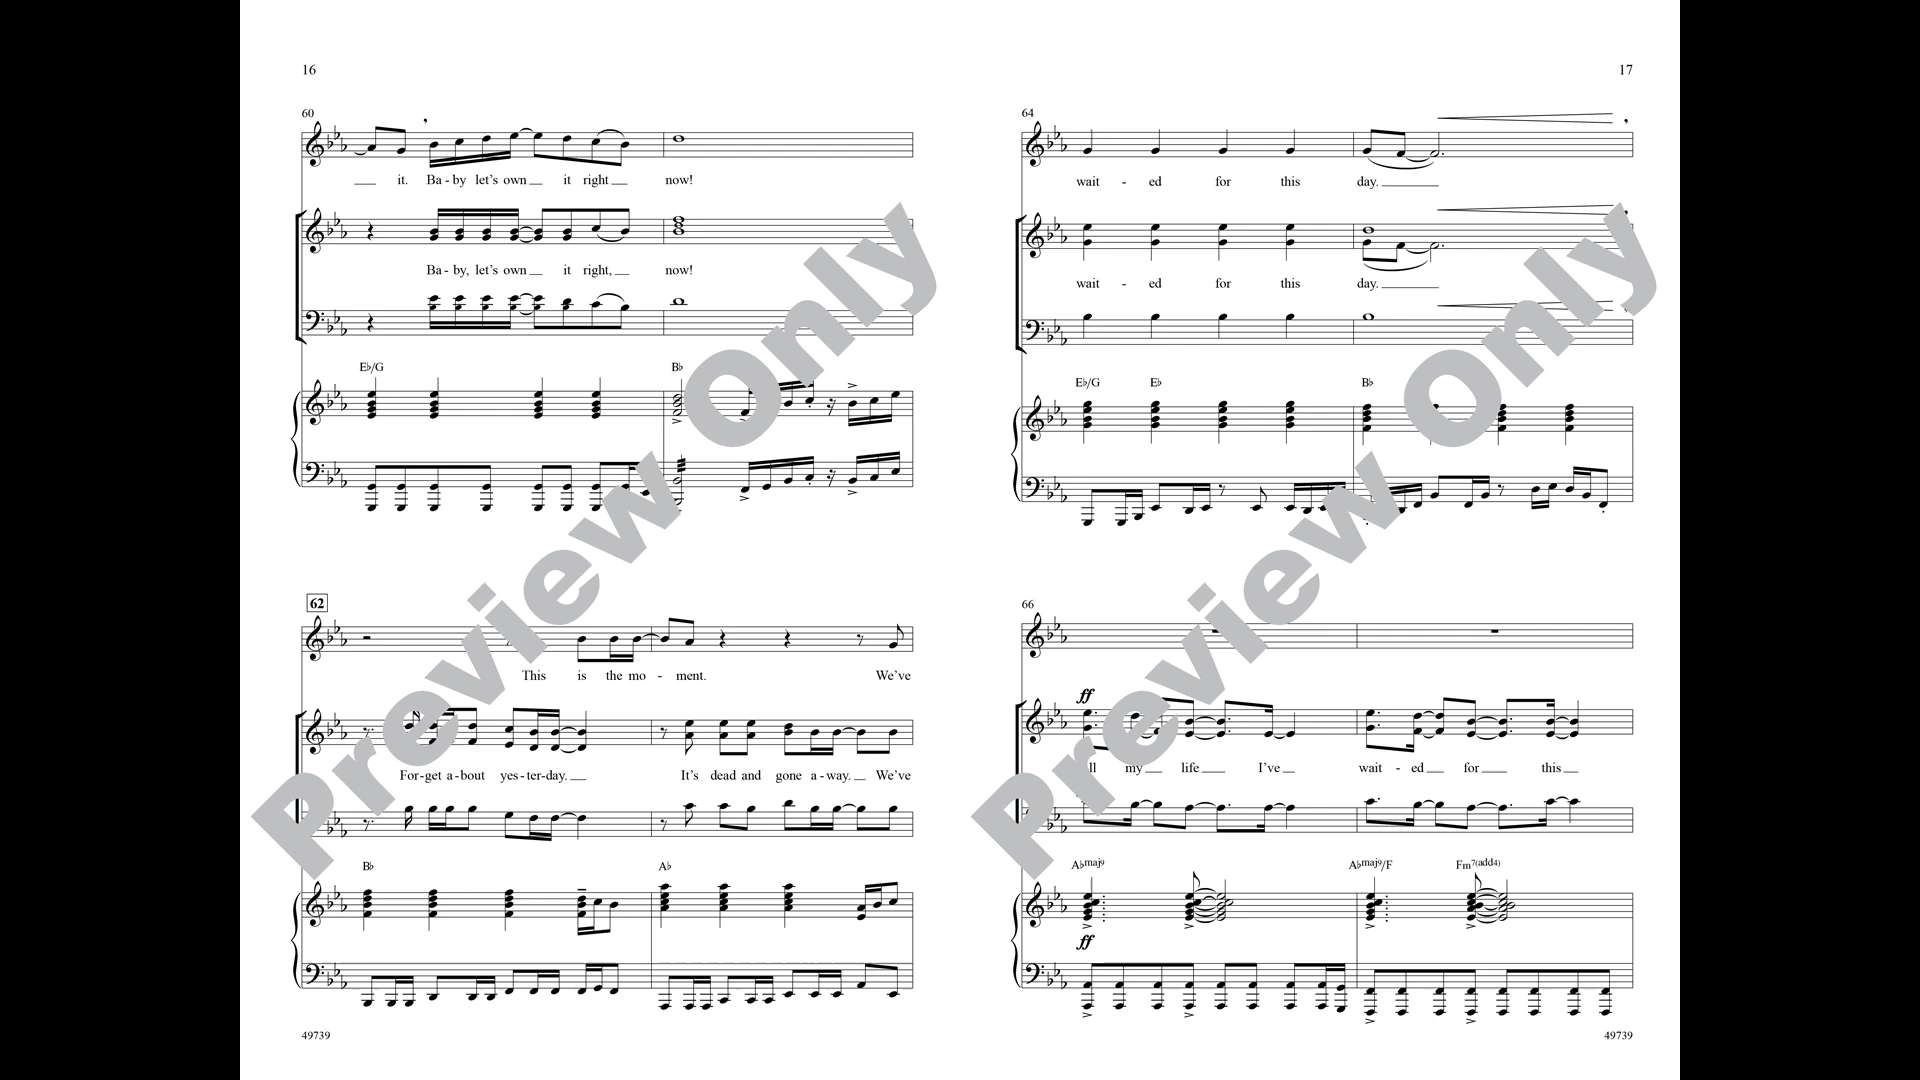 16
60
it. Ba - by let's own it right now!
Ba - by, let's own it right, now!
E♭/G B♭
62
This is the mo - ment. We've
For - get a - bout yes - ter - day. It's dead and gone a - way. We've
B♭ A♭
49739
17
64
wait - ed for this day.
wait - ed for this day.
E♭/G E♭ B♭
66
ff
my life I've wait - ed for this
A♭maj9 A♭maj9/F Fm7(add4)
ff
49739
Preview Only
Preview Only